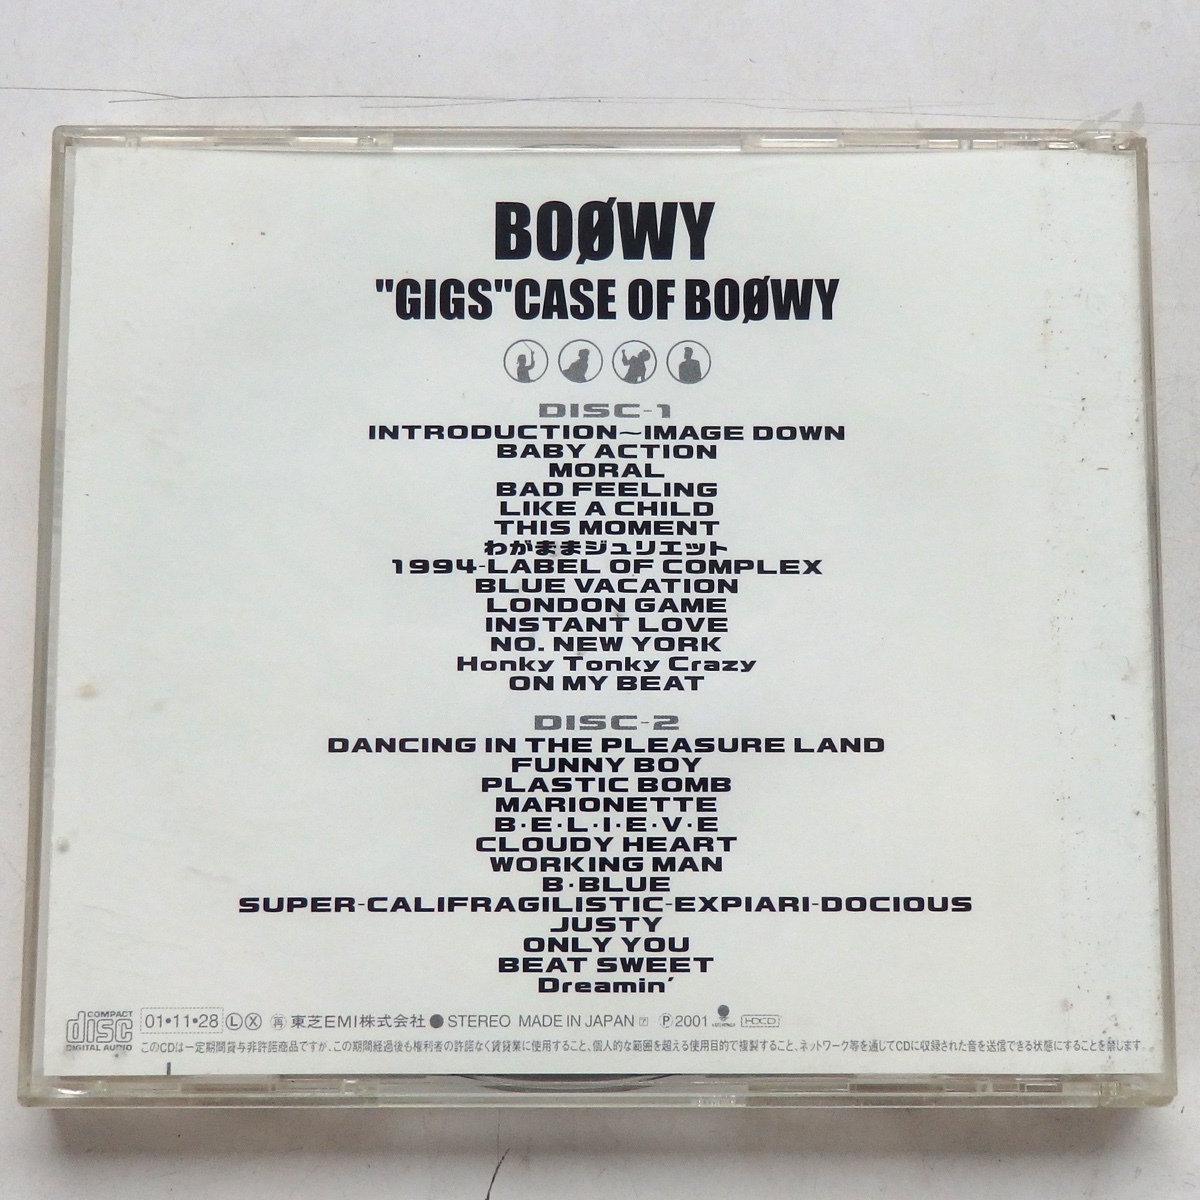 BOØWY
"GIGS"CASE OF BOØWY
DISC-1
INTRODUCTION～IMAGE DOWN
BABY ACTION
MORAL
BAD FEELING
LIKE A CHILD
THIS MOMENT
わがままジュリエット
1994-LABEL OF COMPLEX
BLUE VACATION
LONDON GAME
INSTANT LOVE
NO. NEW YORK
Honky Tonky Crazy
ON MY BEAT
DISC-2
DANCING IN THE PLEASURE LAND
FUNNY BOY
PLASTIC BOMB
MARIONETTE
B·E·L·I·E·V·E
CLOUDY HEART
WORKING MAN
B·BLUE
SUPER-CALIFRAGILISTIC-EXPIARI-DOCIOUS
JUSTY
ONLY YOU
BEAT SWEET
Dreamin'
COMPACT disc DIGITAL AUDIO 01•11•28 Ⓛ Ⓧ ㊞ 東芝EMI株式会社 ● STEREO MADE IN JAPAN ℗2001 HDCD
このCDは一定期間貸与非許諾商品ですが、この期間経過後も権利者の許諾なく賃貸業に使用すること、個人的な範囲を超える使用目的で複製すること、ネットワーク等を通じてCDに収録された音を送信できる状態にすることを禁じます。